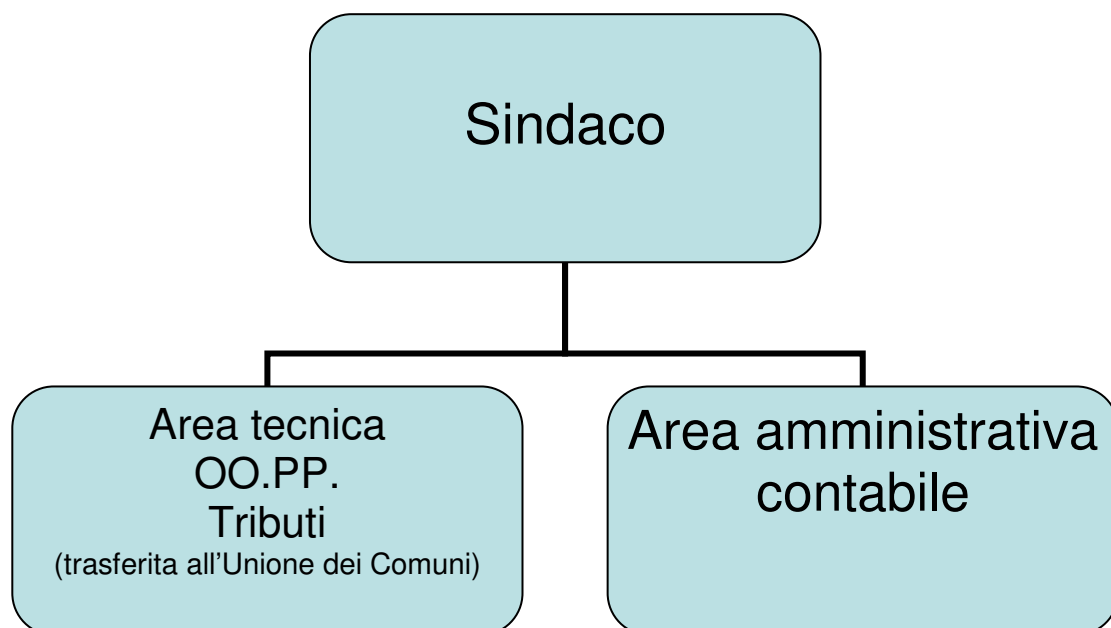 Sindaco
Area tecnica
OO.PP.
Tributi
(trasferita all'Unione dei Comuni)
Area amministrativa
contabile